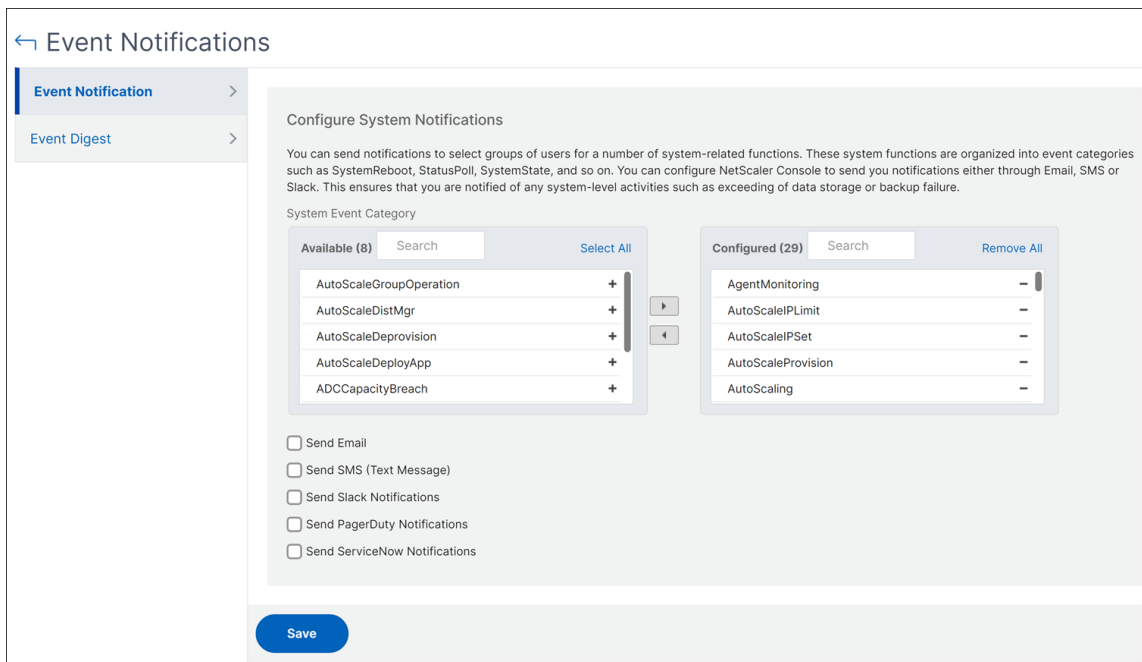 Event Notifications
Event Notification
Event Digest
Configure System Notifications
You can send notifications to select groups of users for a number of system-related functions. These system functions are organized into event categories
such as SystemReboot, StatusPoll, SystemState, and so on. You can configure NetScaler Console to send you notifications either through Email, SMS or
Slack. This ensures that you are notified of any system-level activities such as exceeding of data storage or backup failure.
System Event Category
Available (8) Search Select All
AutoScaleGroupOperation
AutoScaleDistMgr
AutoScaleDeprovision
AutoScaleDeployApp
ADCCapacityBreach
Configured (29) Search Remove All
AgentMonitoring
AutoScaleIPLimit
AutoScaleIPSet
AutoScaleProvision
AutoScaling
Send Email
Send SMS (Text Message)
Send Slack Notifications
Send PagerDuty Notifications
Send ServiceNow Notifications
Save